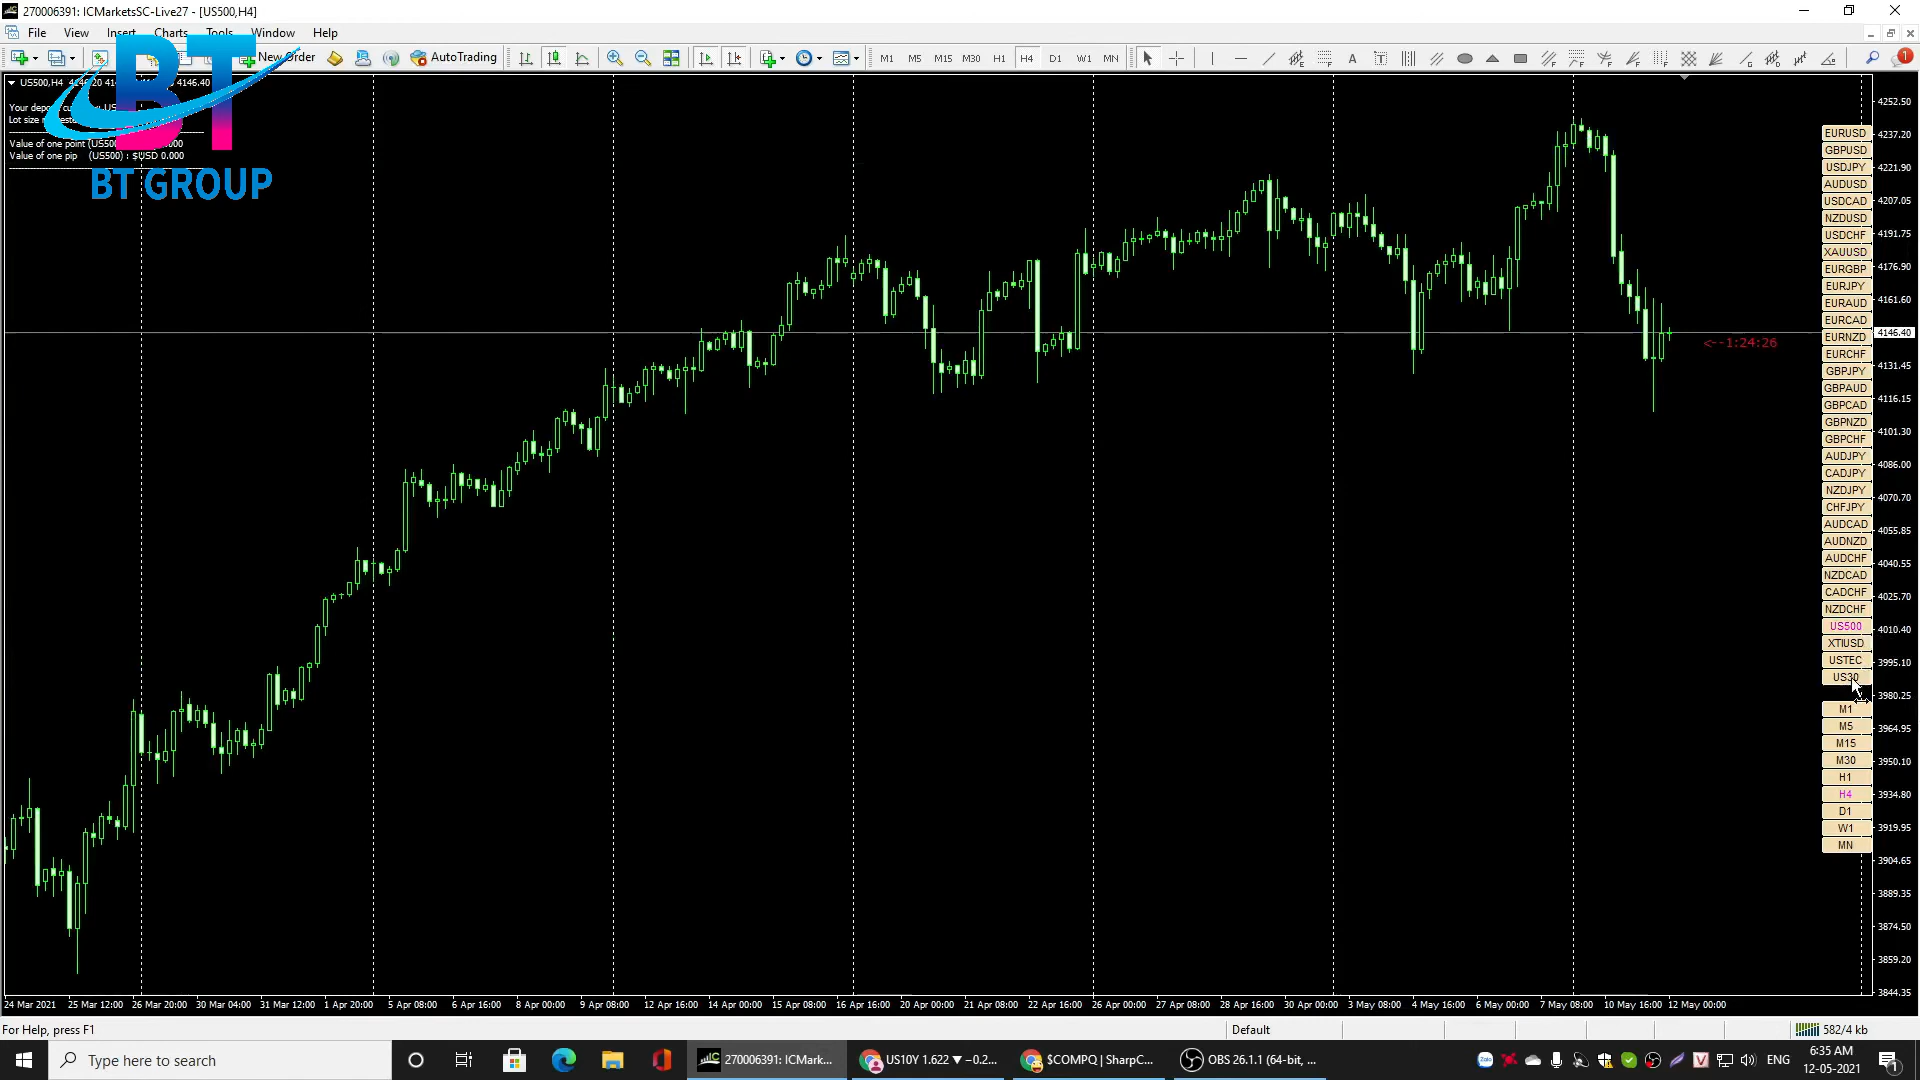 270006391: ICMarketsSC-Live27 - [US500,H4]
File View Insert Charts Tools Window Help
New Order AutoTrading M1 M5 M15 M30 H1 H4 D1 W1 MN A T 1
US500,H4 4146.40
Your
Lot size
Value of one point (US500
Value of one pip (US500) : $USD 0.000
BT
BT GROUP
4252.50
EURUSD
4237.20
GBPUSD
USDJPY
4221.90
AUDUSD
USDCAD
4207.05
NZDUSD
USDCHF
4191.75
XAUUSD
EURGBP
4176.90
EURJPY
EURAUD
4161.60
EURCAD
EURNZD
4146.40
<--1:24:26
EURCHF
4131.45
GBPJPY
GBPAUD
4116.15
GBPCAD
GBPNZD
4101.30
GBPCHF
AUDJPY
4086.00
CADJPY
NZDJPY
4070.70
CHFJPY
AUDCAD
4055.85
AUDNZD
AUDCHF
4040.55
NZDCAD
CADCHF
4025.70
NZDCHF
US500
4010.40
XTIUSD
USTEC
3995.10
US30
3980.25
M1
M5
3964.95
M15
M30
3950.10
H1
H4
3934.80
D1
W1
3919.95
MN
3904.65
3889.35
3874.50
3859.20
3844.35
24 Mar 2021 25 Mar 12:00 26 Mar 20:00 30 Mar 04:00 31 Mar 12:00 1 Apr 20:00 5 Apr 08:00 6 Apr 16:00 8 Apr 00:00 9 Apr 08:00 12 Apr 16:00 14 Apr 00:00 15 Apr 08:00 16 Apr 16:00 20 Apr 00:00 21 Apr 08:00 22 Apr 16:00 26 Apr 00:00 27 Apr 08:00 28 Apr 16:00 30 Apr 00:00 3 May 08:00 4 May 16:00 6 May 00:00 7 May 08:00 10 May 16:00 12 May 00:00
For Help, press F1 Default 582/4 kb
Type here to search 270006391: ICMark... US10Y 1.622 ▼ −0.2... $COMPQ | SharpC... OBS 26.1.1 (64-bit, ... Zalo V ENG 6:35 AM
12-05-2021 1